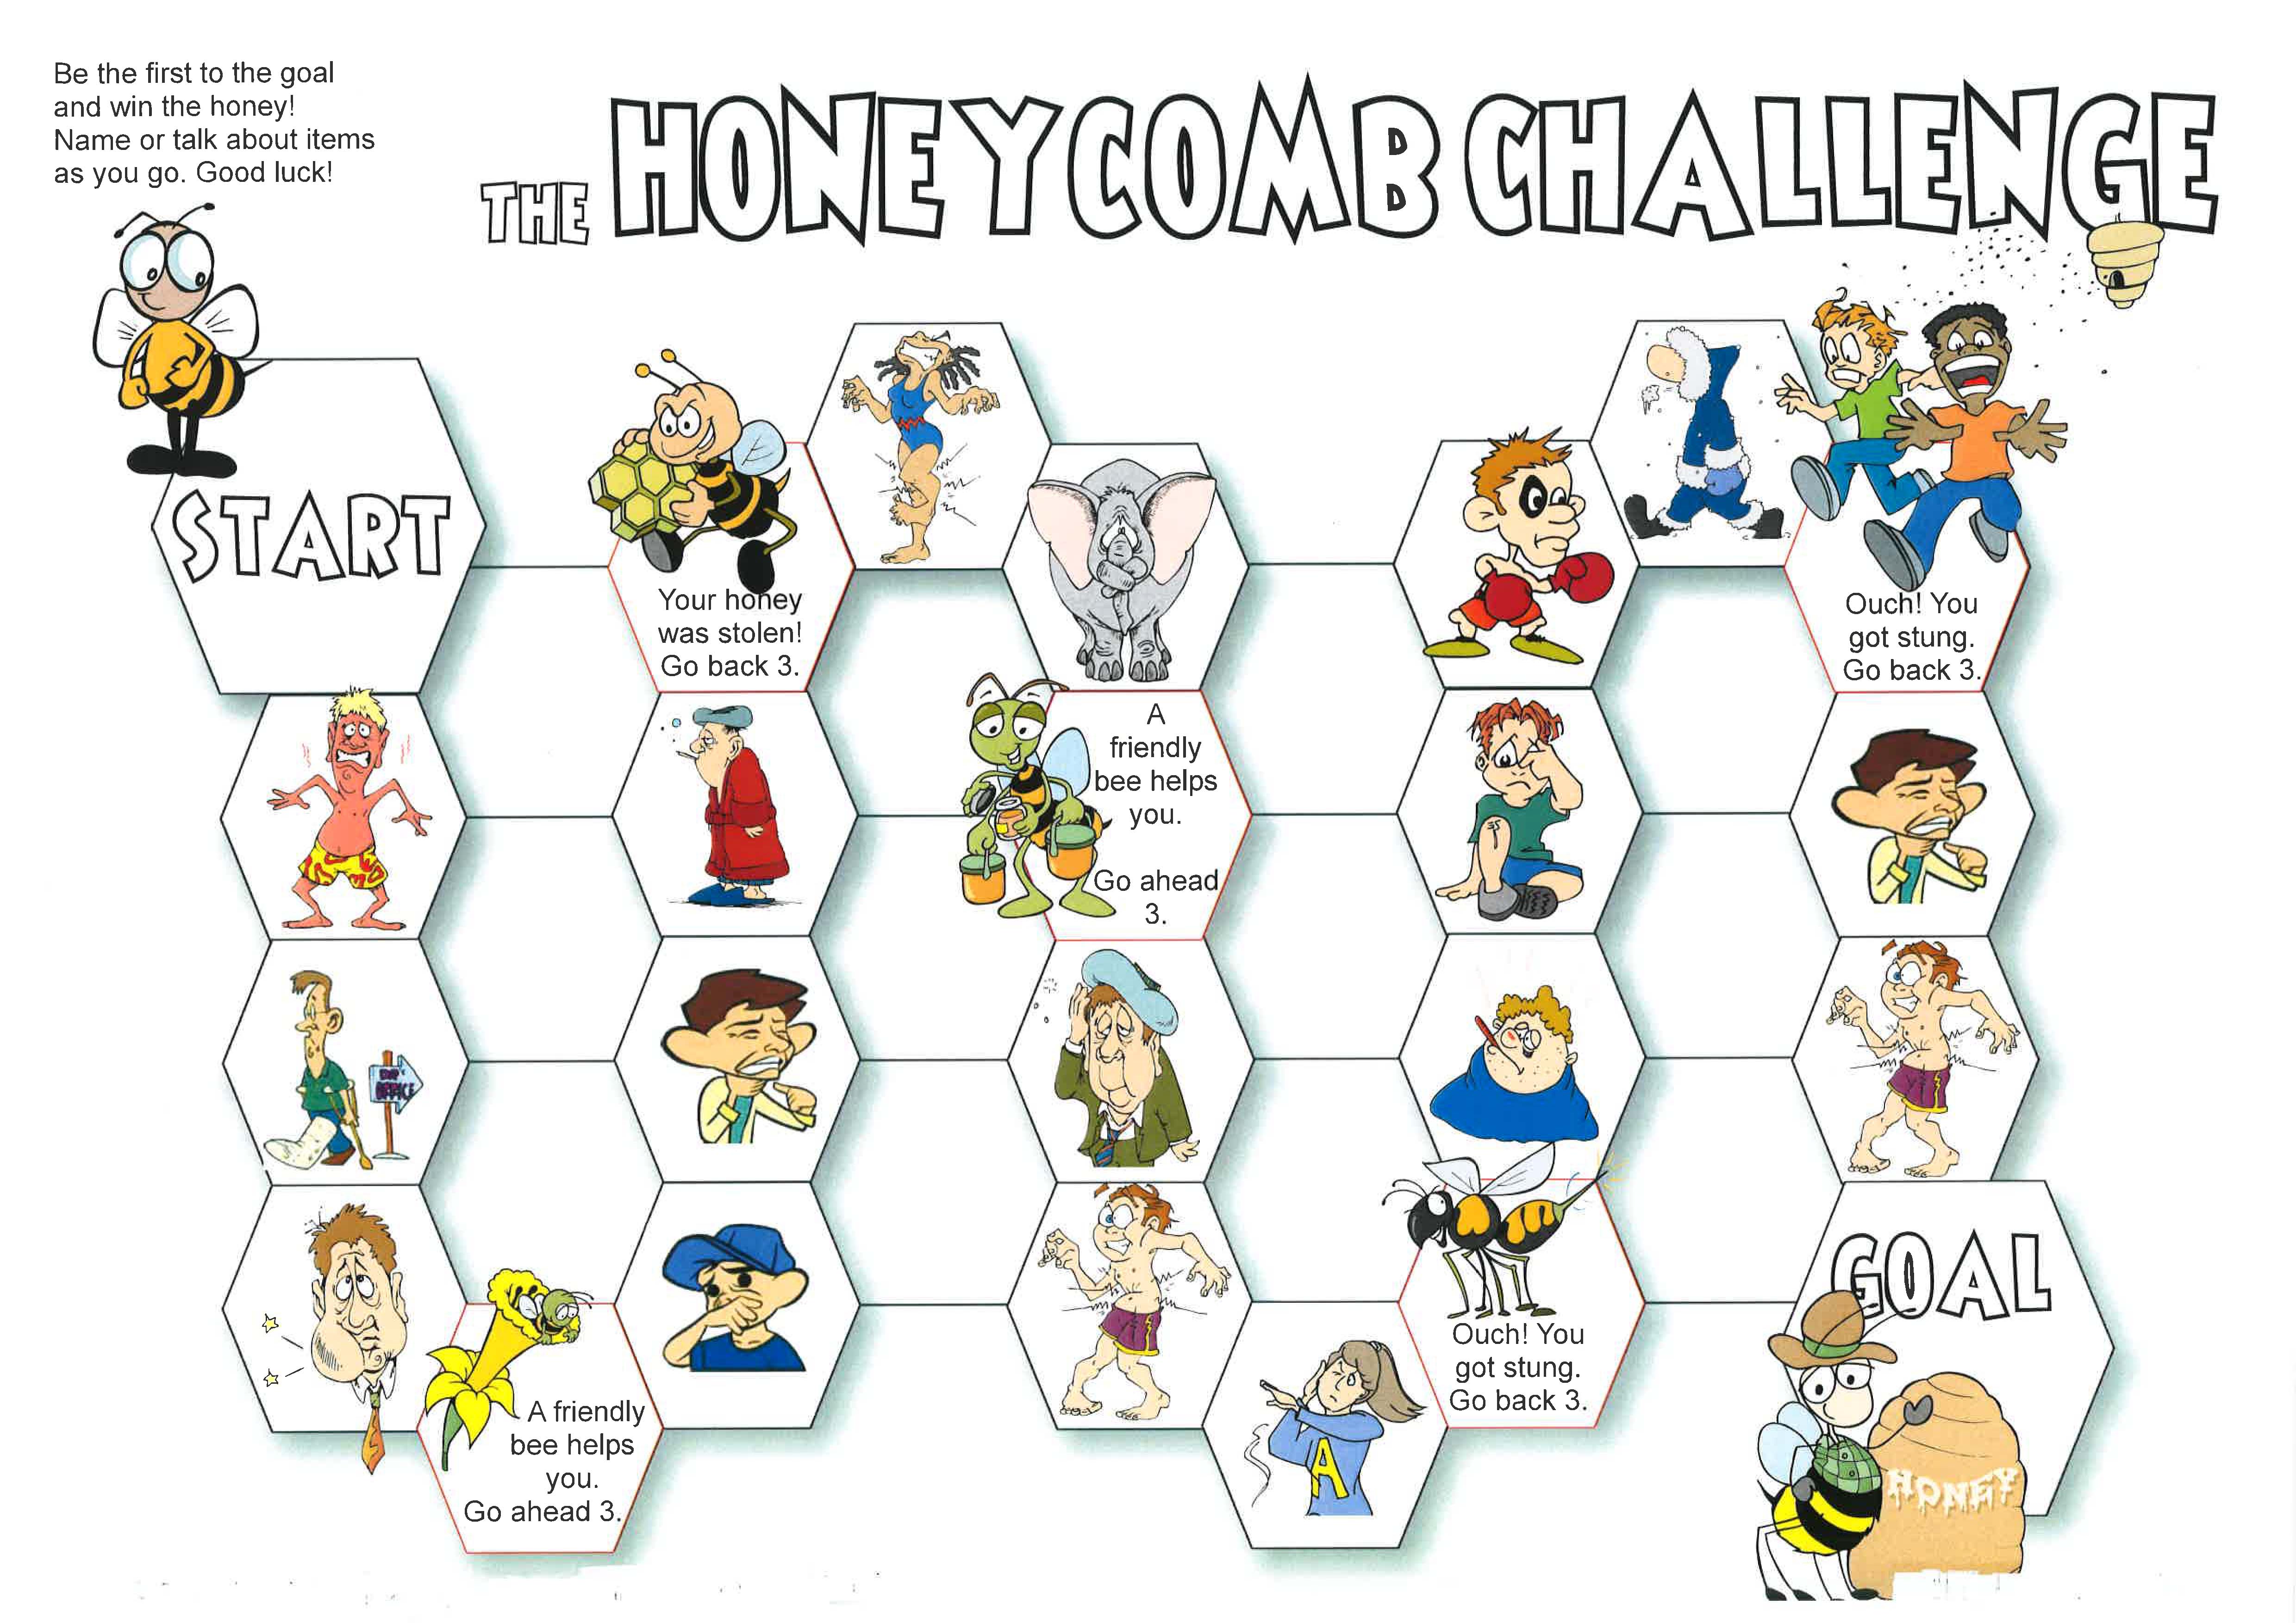 Be the first to the goal
and win the honey!
Name or talk about items
as you go. Good luck!
THE HONEYCOMB CHALLENGE
START
Your honey
was stolen!
Go back 3.
Ouch! You
got stung.
Go back 3.
A
friendly
bee helps
you.
Go ahead
3.
DR'
OFFICE
A friendly
bee helps
you.
Go ahead 3.
A
Ouch! You
got stung.
Go back 3.
GOAL
HONEY